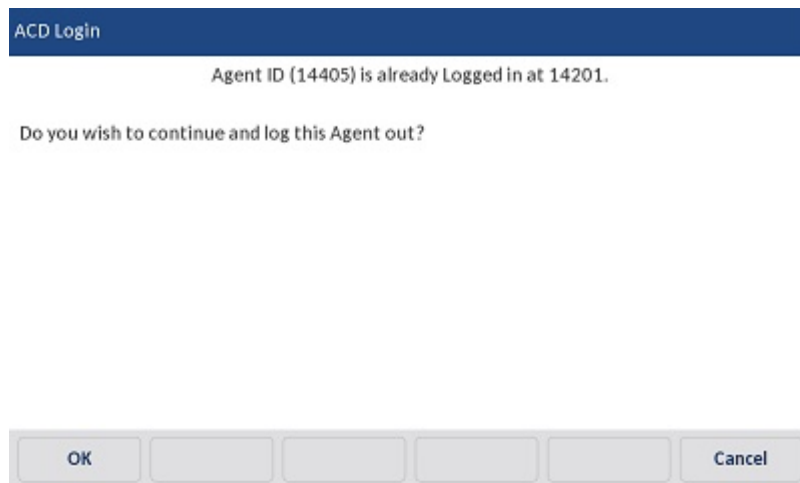 ACD Login
Agent ID (14405) is already Logged in at 14201.
Do you wish to continue and log this Agent out?
OK
Cancel